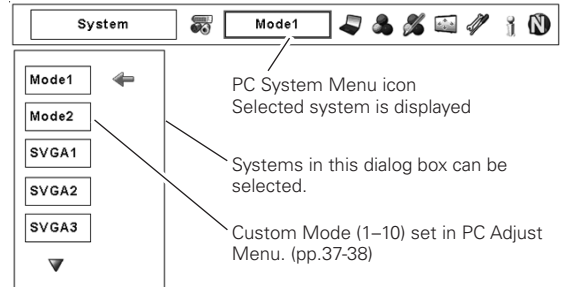 System
Mode1
i
N
Mode1
Mode2
SVGA1
SVGA2
SVGA3
PC System Menu icon
Selected system is displayed
Systems in this dialog box can be
selected.
Custom Mode (1–10) set in PC Adjust
Menu. (pp.37-38)